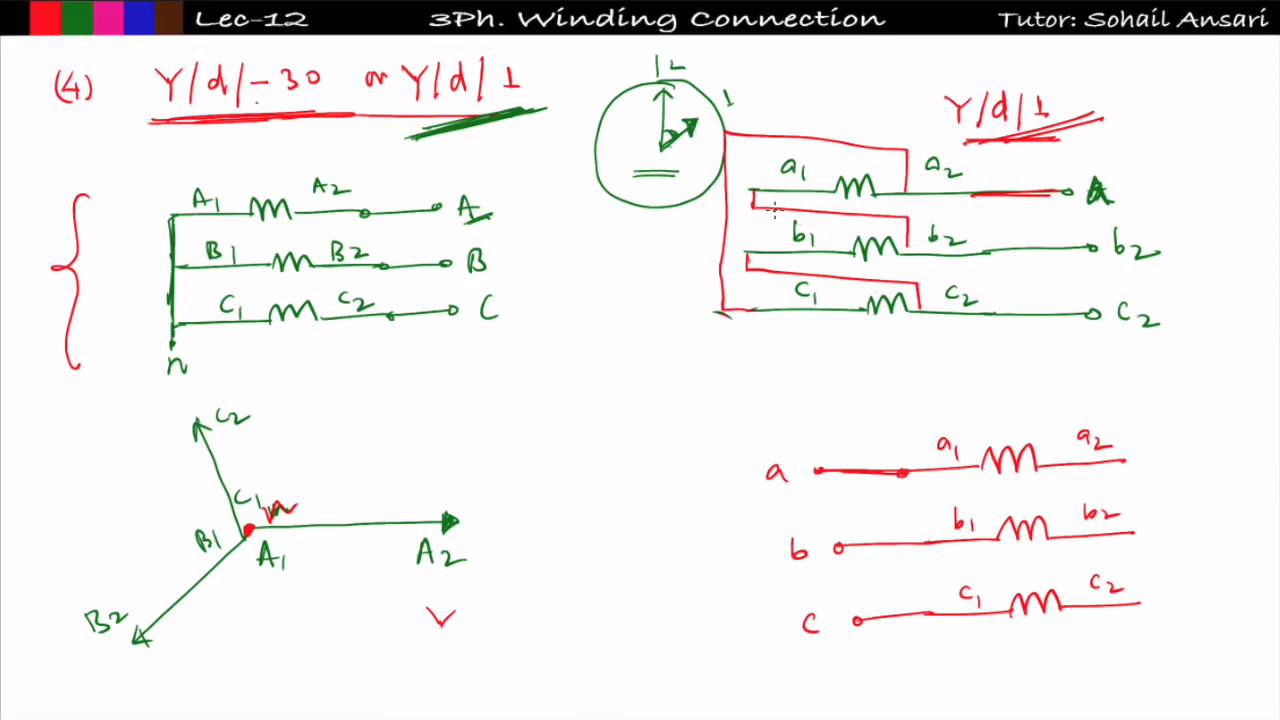 Lec-12 3Ph. Winding Connection Tutor: Sohail Ansari
(4) Y/d/-30 or Y/d/1
12
1
Y/d/1
A1 A2 A
B1 B2 B
C1 C2 C
n
a1 a2
b1 b2 b2
c1 c2 c2
C2
C1
B1 A1 A2
B2
a a1 a2
b b1 b2
c c1 c2